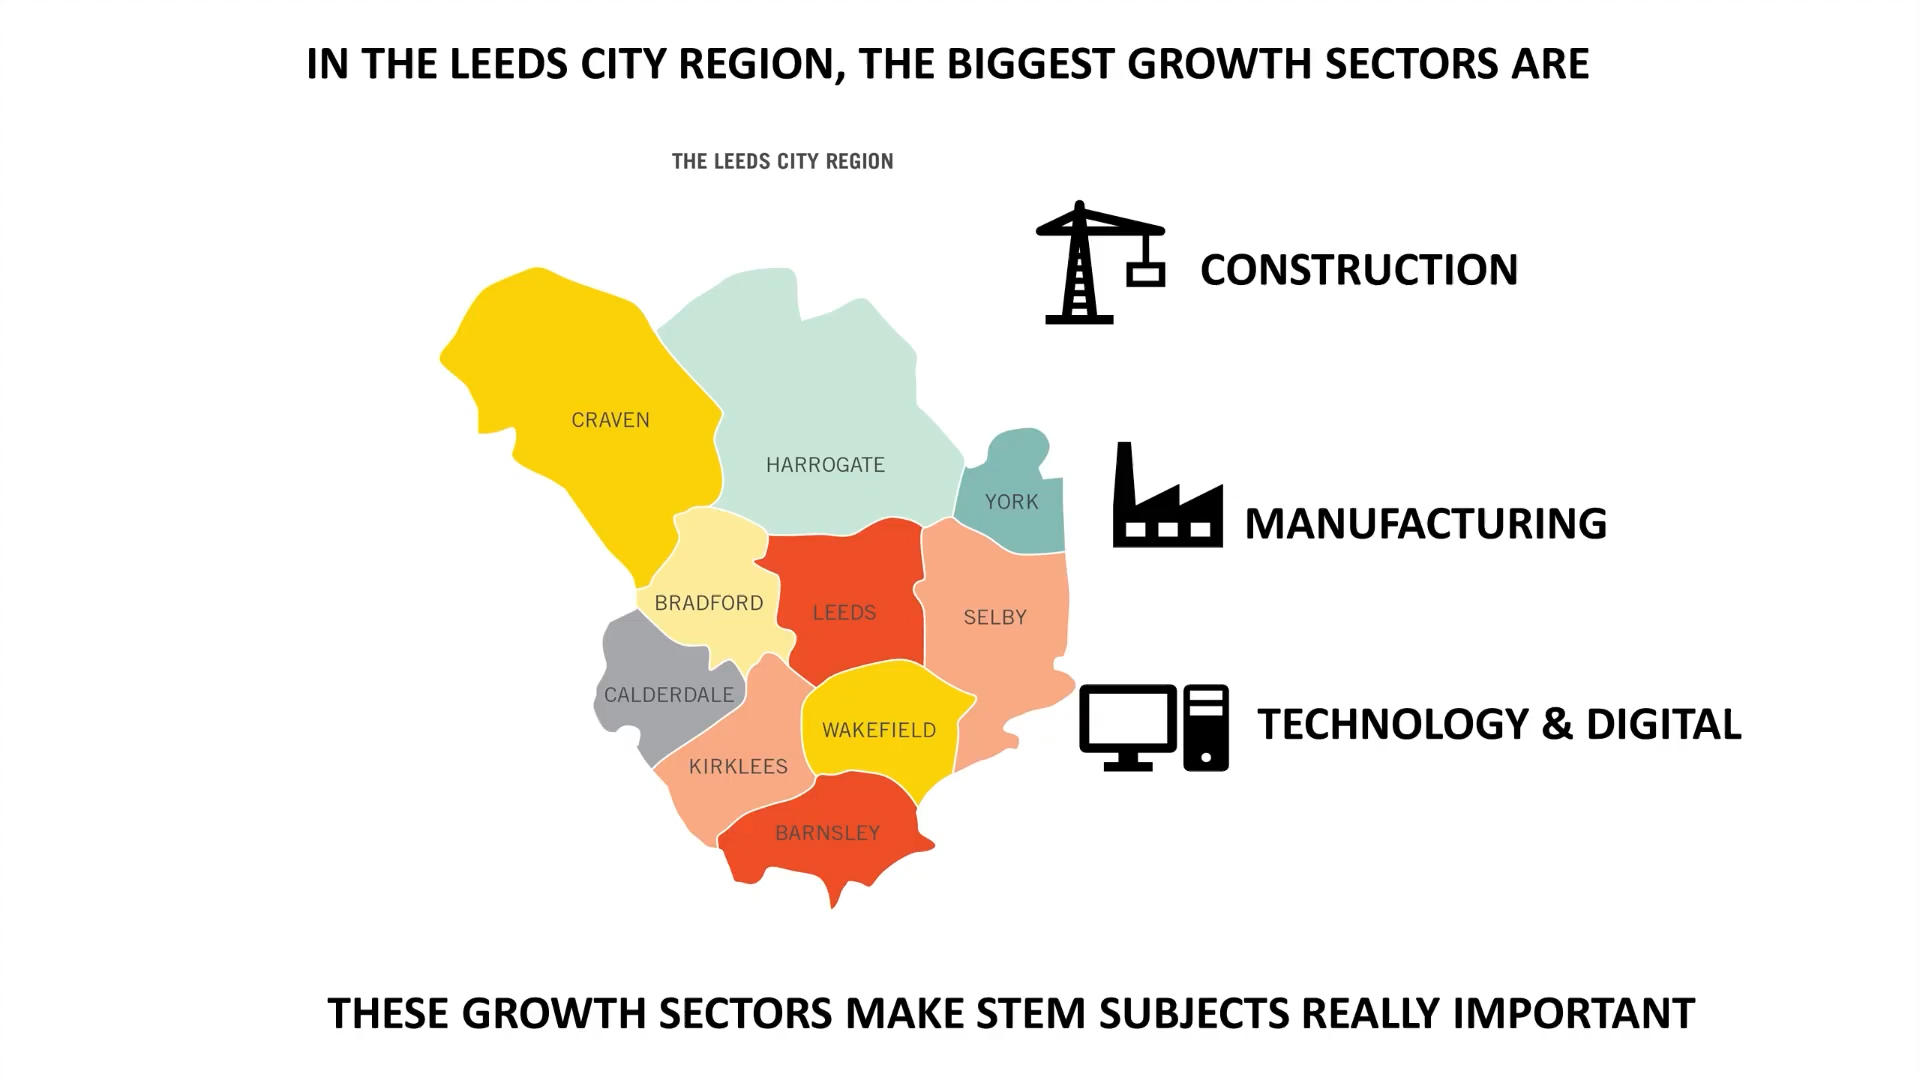 IN THE LEEDS CITY REGION, THE BIGGEST GROWTH SECTORS ARE
THE LEEDS CITY REGION
CONSTRUCTION
CRAVEN
HARROGATE
YORK
MANUFACTURING
BRADFORD
LEEDS
SELBY
CALDERDALE
WAKEFIELD
TECHNOLOGY & DIGITAL
KIRKLEES
BARNSLEY
THESE GROWTH SECTORS MAKE STEM SUBJECTS REALLY IMPORTANT